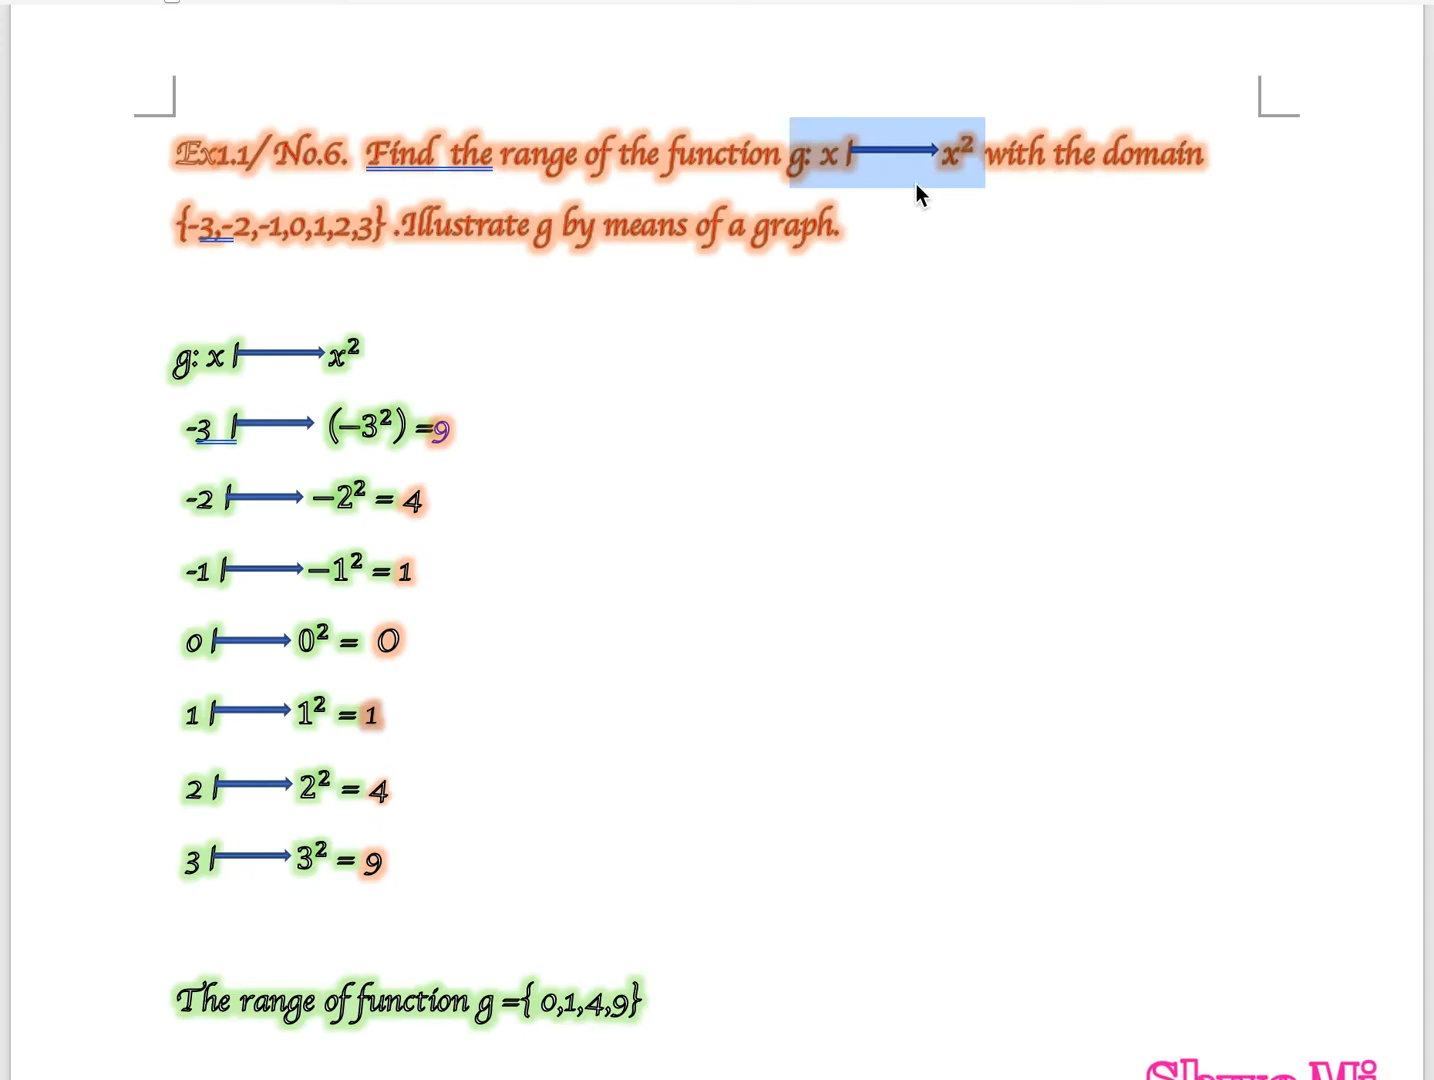 Ex1.1/ No.6. Find the range of the function g: x |⟶ x² with the domain
{-3,-2,-1,0,1,2,3} .Illustrate g by means of a graph.
g: x |⟶ x²
-3 |⟶ (−3²) =9
-2 |⟶ −2² = 4
-1 |⟶ −1² = 1
0 |⟶ 0² = 0
1 |⟶ 1² = 1
2 |⟶ 2² = 4
3 |⟶ 3² = 9
The range of function g ={ 0,1,4,9}